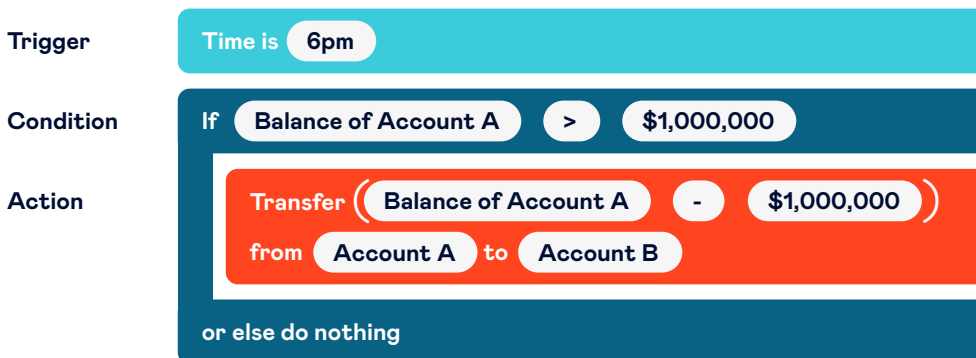 Trigger Time is 6pm
Condition If Balance of Account A > $1,000,000
Action Transfer (Balance of Account A - $1,000,000)
from Account A to Account B
or else do nothing